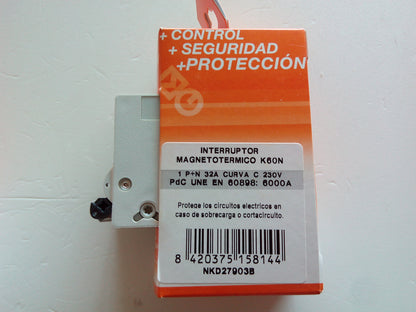 + CONTROL
+ SEGURIDAD
+PROTECCIÓN
INTERRUPTOR
MAGNETOTERMICO K60N
1 P+N 32A CURVA C 230V
PdC UNE EN 60898: 6000A
Protege los circuitos electricos en
caso de sobrecarga o cortacircuito.
8 420375 158144
NKD27903B